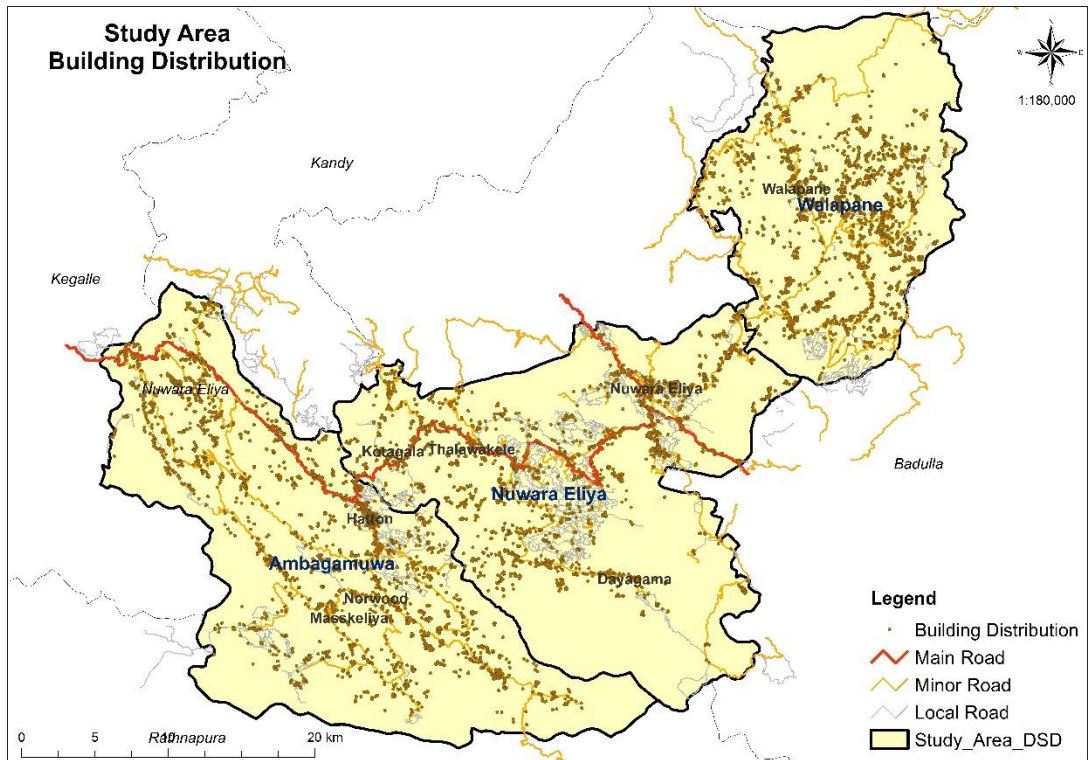 Study Area
Building Distribution
N
W
E
S
1:180,000
Kandy
Walapane
Walapane
Kegalle
Nuwara Eliya
Nuwara Eliya
Kotagala
Thalawakele
Badulla
Nuwara Eliya
Hatton
Ambagamuwa
Dayagama
Norwood
Masskeliya
Legend
Building Distribution
Main Road
Minor Road
Local Road
Study_Area_DSD
0 5 10 20 km
Rathnapura